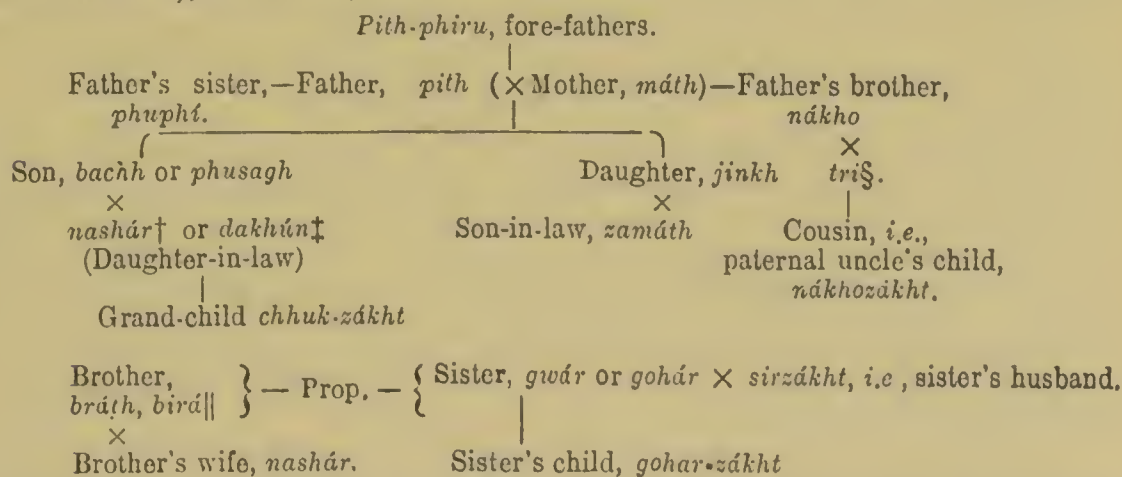 Pith-phiru, fore-fathers.
Father's sister,—Father, pith (× Mother, máth)—Father's brother,
phuphí. nákho
×
Son, bachh or phusagh Daughter, jinkh tri§.
× ×
nashár† or dakhún‡ Son-in-law, zamáth Cousin, i.e.,
(Daughter-in-law) paternal uncle's child,
nákhozákht.
Grand-child chhuk-zákht
Brother, } — Prop. — { Sister, gwár or gohár × sirzákht, i.e , sister's husband.
bráth, birá||
×
Brother's wife, nashár. Sister's child, gohar-zákht